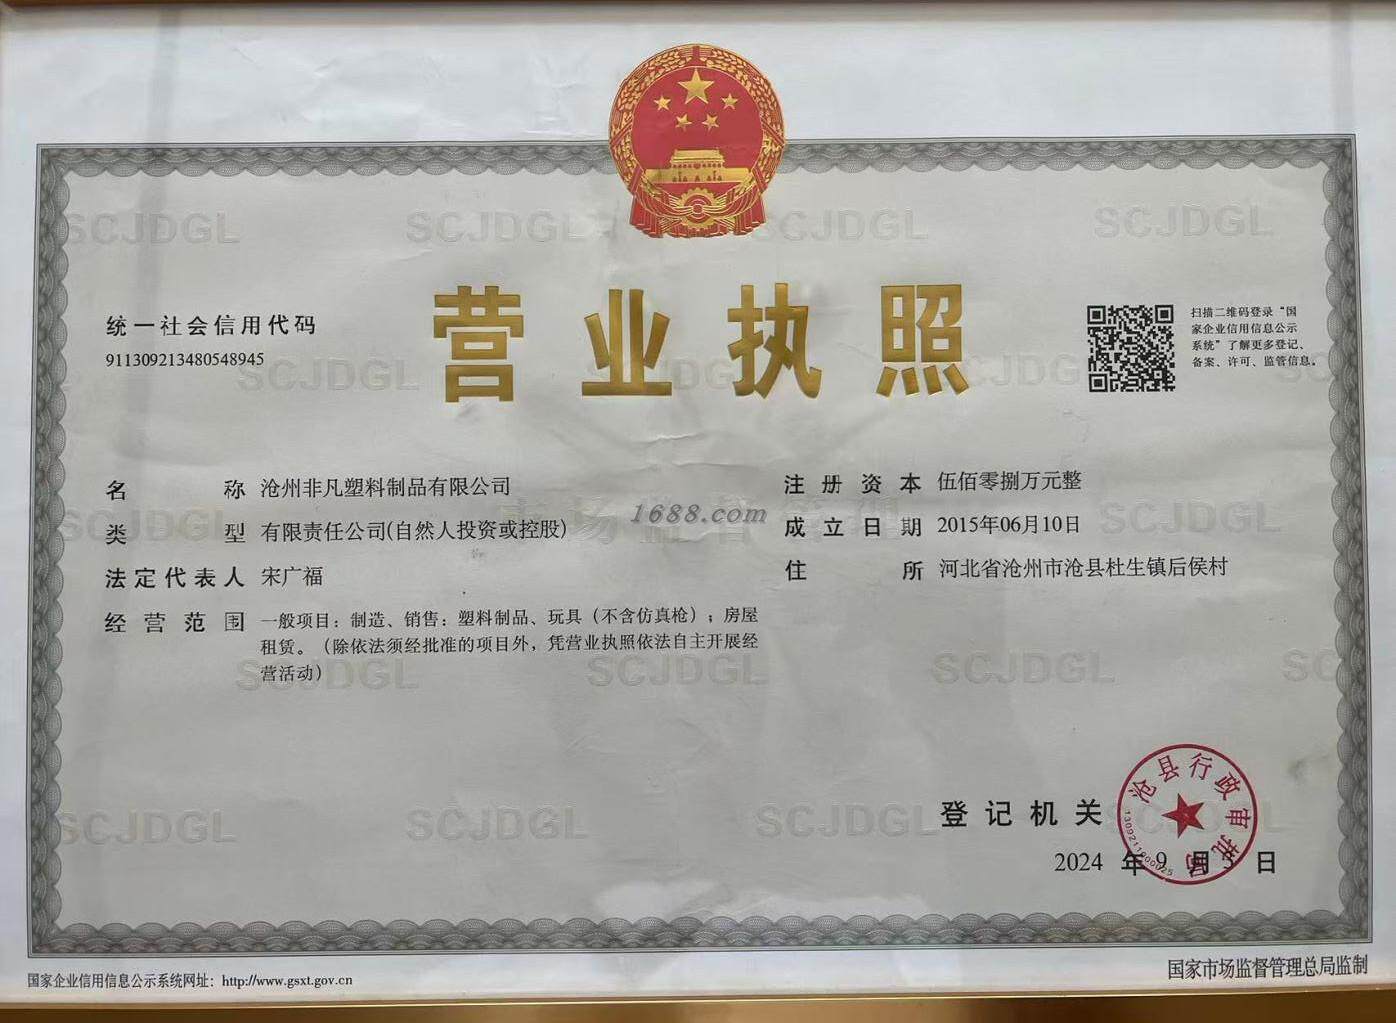 SCJDGL SCJDGL SCJDGL SCJDGL
营业执照
统一社会信用代码
911309213480548945
扫描二维码登录“国
家企业信用信息公示
系统”了解更多登记、
备案、许可、监管信息。
SCJDGL
名称 沧州非凡塑料制品有限公司
类型 有限责任公司(自然人投资或控股)
法定代表人 宋广福
经营范围 一般项目：制造、销售：塑料制品、玩具（不含仿真枪）；房屋
租赁。（除依法须经批准的项目外，凭营业执照依法自主开展经
营活动）
注册资本 伍佰零捌万元整
成立日期 2015年06月10日
住所 河北省沧州市沧县杜生镇后侯村
1688.com
SCJDGL SCJDGL
SCJDGL SCJDGL SCJDGL
SCJDGL SCJDGL SCJDGL
登记机关
沧县行政审批局
2024 年 9 月 日
国家企业信用信息公示系统网址：http://www.gsxt.gov.cn
国家市场监督管理总局监制